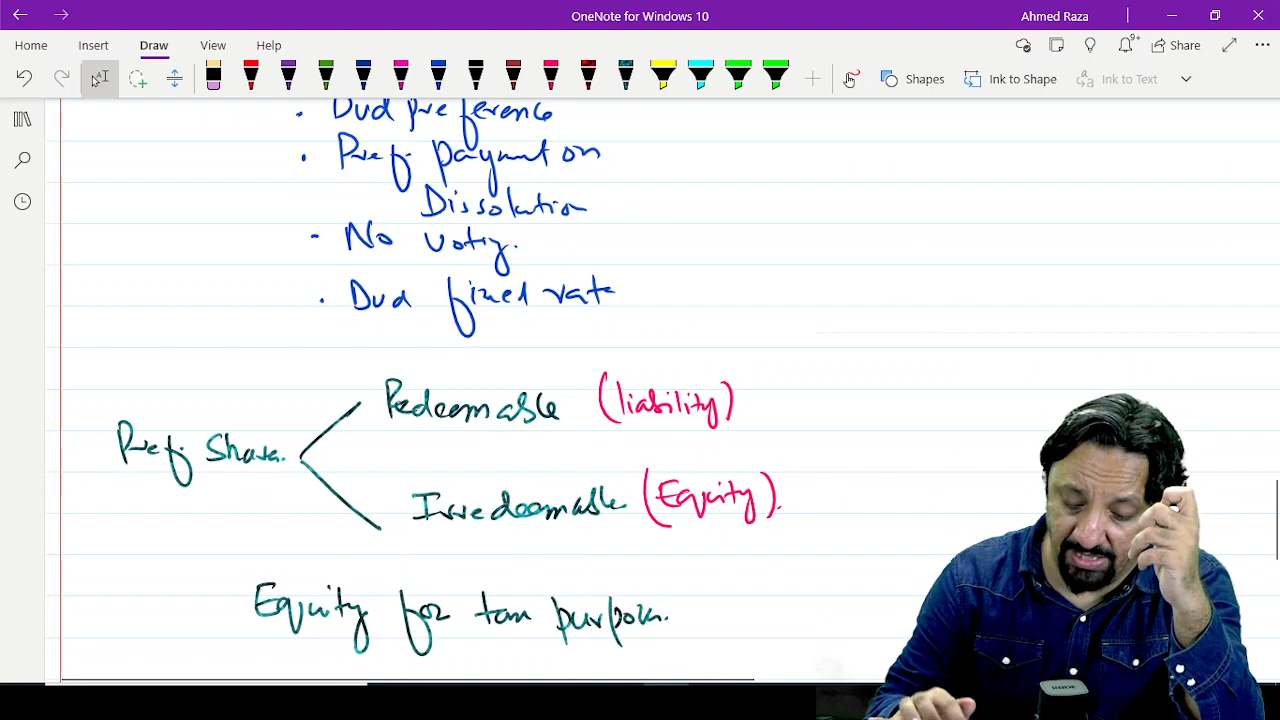 OneNote for Windows 10
Ahmed Raza
Home Insert Draw View Help
Share
Shapes
Ink to Shape
Ink to Text
. Dvd preference
. Pref: payment on
Dissolution
- No voting.
. Dvd fixed rate
Redeemable (liability)
Pref: Share.
Irredeemable (Equity).
Equity for tax purpose.
RODE